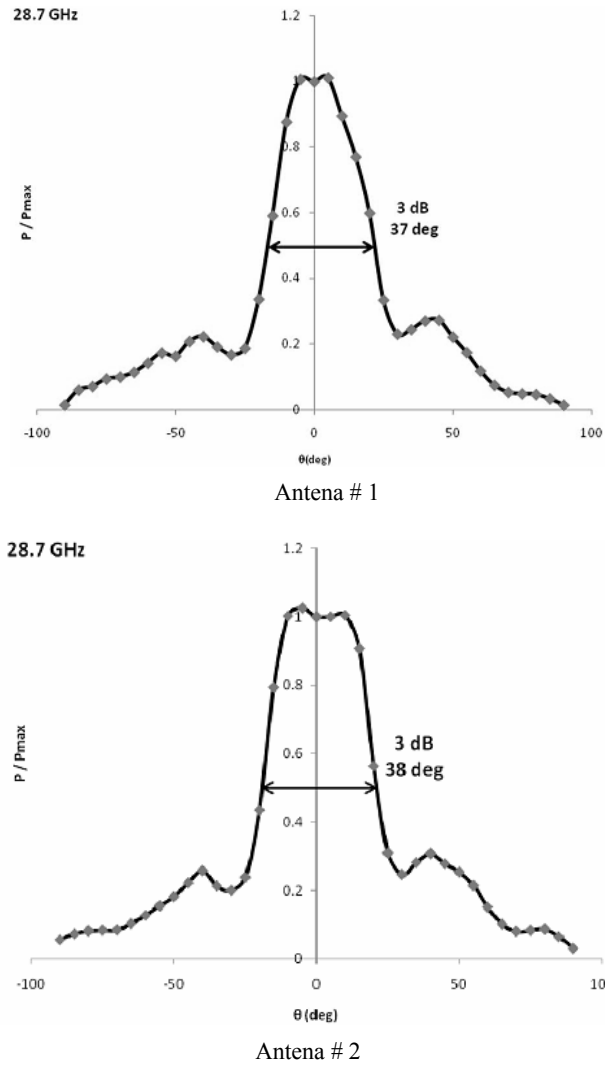 28.7 GHz
1.2
1
0.8
0.6
0.4
0.2
0
P / Pmax
3 dB
37 deg
-100
-50
0
50
100
θ(deg)
Antena # 1
28.7 GHz
1.2
1
0.8
0.6
0.4
0.2
0
P / Pmax
3 dB
38 deg
-100
-50
0
50
10
θ (deg)
Antena # 2